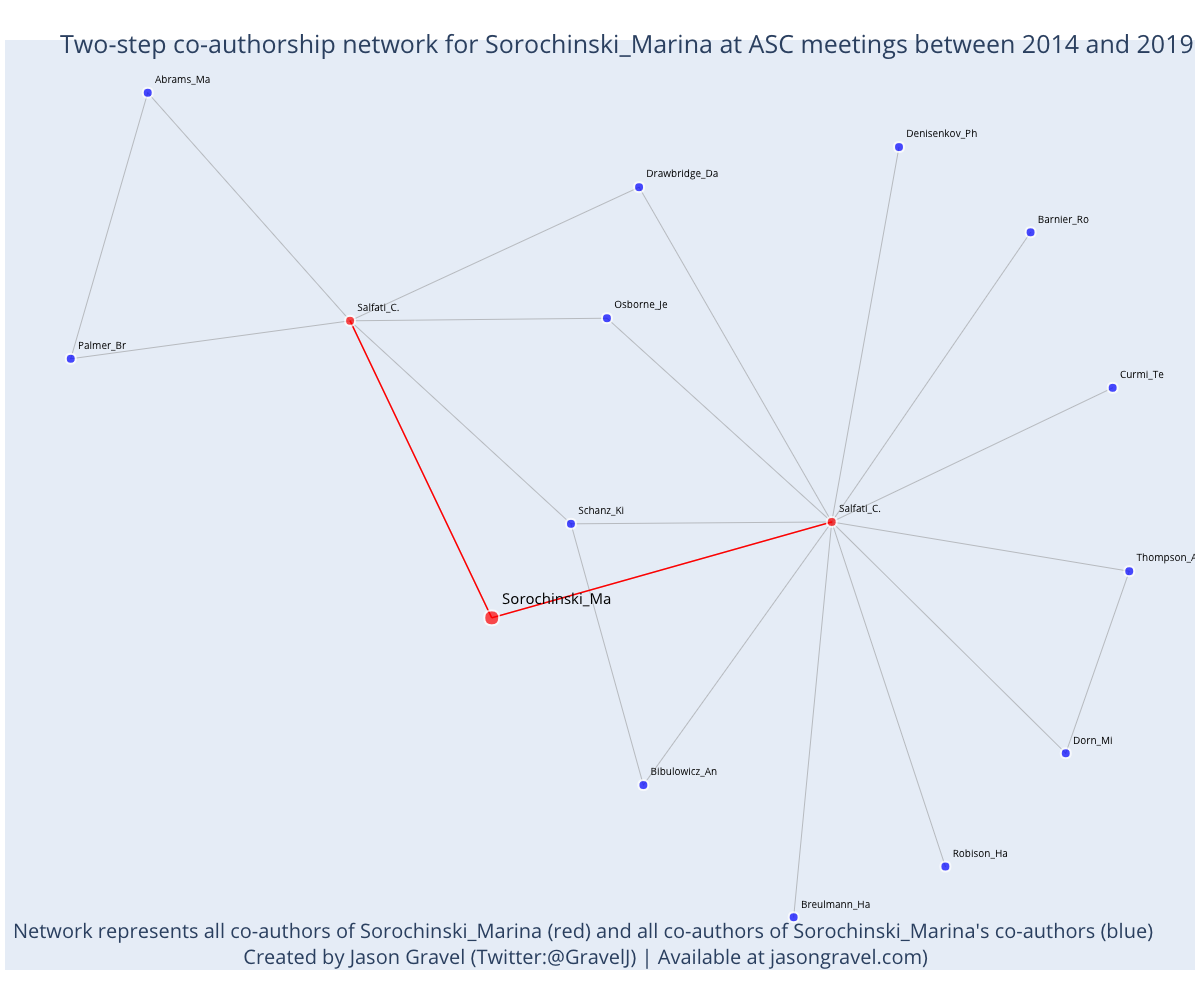 Two-step co-authorship network for Sorochinski_Marina at ASC meetings between 2014 and 2019
Abrams_Ma
Denisenkov_Ph
Drawbridge_Da
Barnier_Ro
Salfati_C.
Osborne_Je
Palmer_Br
Curmi_Te
Schanz_Ki
Salfati_C.
Thompson_A
Sorochinski_Ma
Dorn_Mi
Bibulowicz_An
Robison_Ha
Breulmann_Ha
Network represents all co-authors of Sorochinski_Marina (red) and all co-authors of Sorochinski_Marina's co-authors (blue)
Created by Jason Gravel (Twitter:@GravelJ) | Available at jasongravel.com)